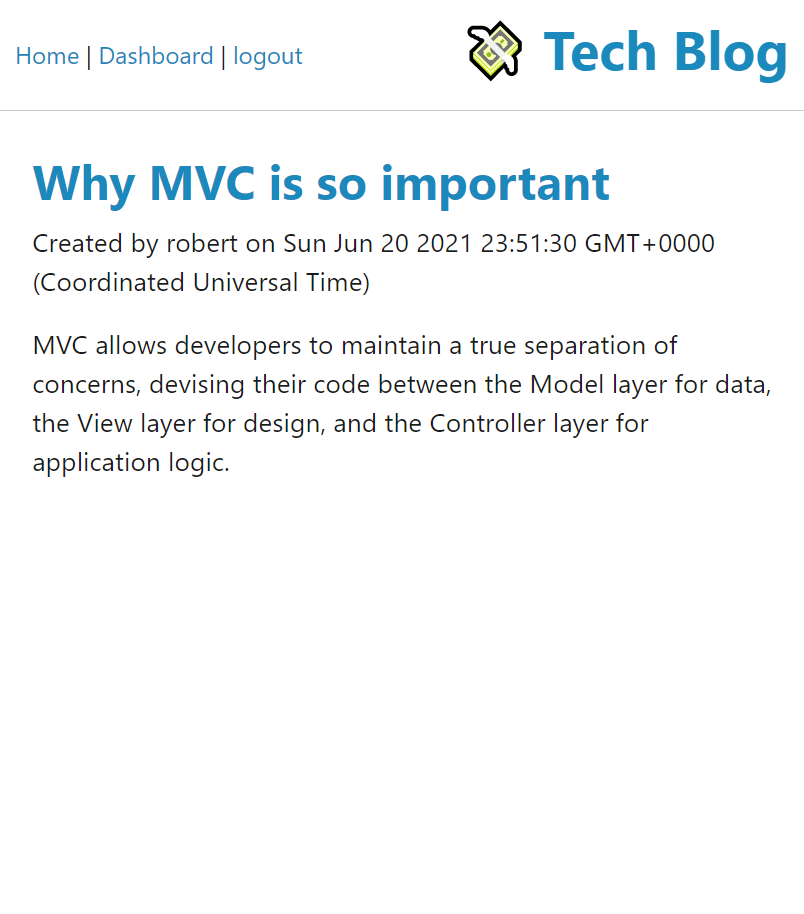 Home | Dashboard | logout
Tech Blog
Why MVC is so important
Created by robert on Sun Jun 20 2021 23:51:30 GMT+0000
(Coordinated Universal Time)
MVC allows developers to maintain a true separation of
concerns, devising their code between the Model layer for data,
the View layer for design, and the Controller layer for
application logic.